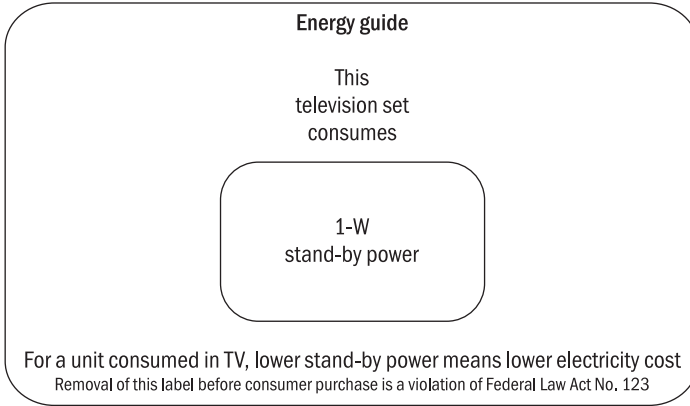 Energy guide
This
television set
consumes
1-W
stand-by power
For a unit consumed in TV, lower stand-by power means lower electricity cost
Removal of this label before consumer purchase is a violation of Federal Law Act No. 123